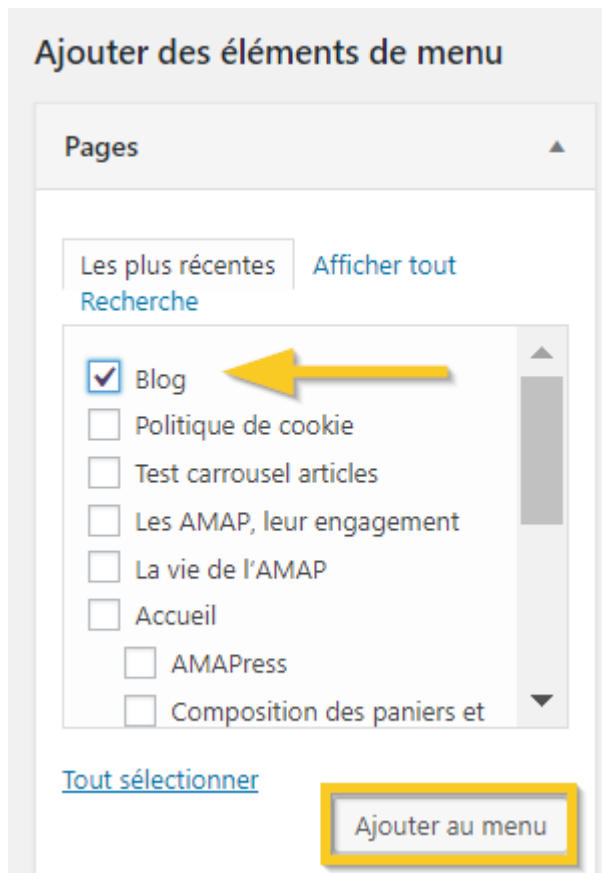 Ajouter des éléments de menu
Pages
Les plus récentes Afficher tout
Recherche
Blog
Politique de cookie
Test carrousel articles
Les AMAP, leur engagement
La vie de l'AMAP
Accueil
AMAPress
Composition des paniers et
Tout sélectionner
Ajouter au menu